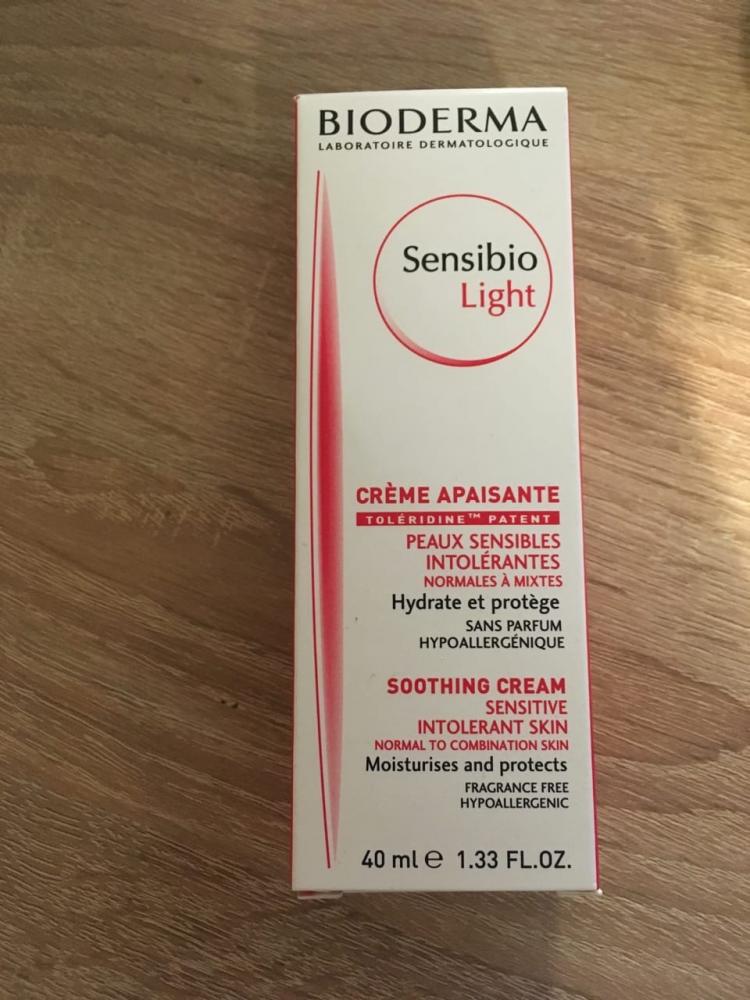 BIODERMA
LABORATOIRE DERMATOLOGIQUE
Sensibio
Light
CRÈME APAISANTE
TOLÉRIDINE™ PATENT
PEAUX SENSIBLES
INTOLÉRANTES
NORMALES À MIXTES
Hydrate et protège
SANS PARFUM
HYPOALLERGÉNIQUE
SOOTHING CREAM
SENSITIVE
INTOLERANT SKIN
NORMAL TO COMBINATION SKIN
Moisturises and protects
FRAGRANCE FREE
HYPOALLERGENIC
40 ml ℮ 1.33 FL.OZ.